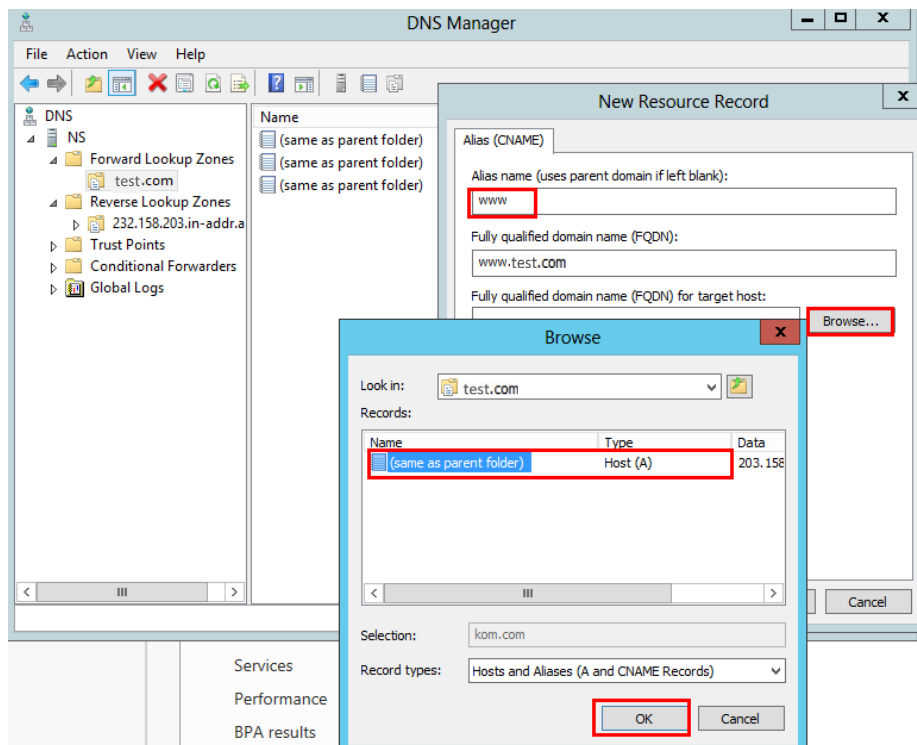 DNS Manager
File Action View Help
DNS
NS
Forward Lookup Zones
test.com
Reverse Lookup Zones
232.158.203.in-addr.a
Trust Points
Conditional Forwarders
Global Logs
Name
(same as parent folder)
(same as parent folder)
(same as parent folder)
New Resource Record
Alias (CNAME)
Alias name (uses parent domain if left blank):
www
Fully qualified domain name (FQDN):
www.test.com
Fully qualified domain name (FQDN) for target host:
Browse...
Cancel
Browse
Look in: test.com
Records:
Name Type Data
(same as parent folder) Host (A) 203.158
Selection: kom.com
Record types: Hosts and Aliases (A and CNAME Records)
OK Cancel
Services
Performance
BPA results